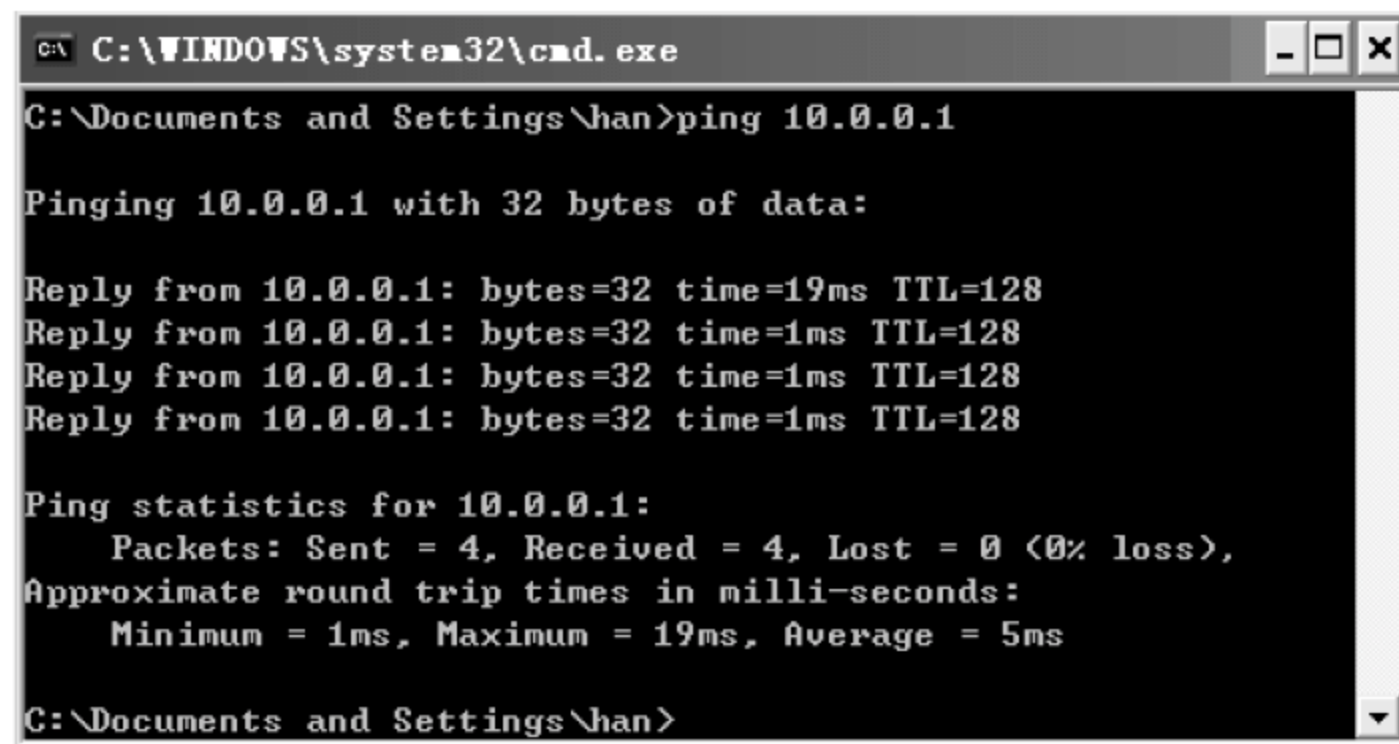 C:\WINDOWS\system32\cmd.exe
C:\Documents and Settings\han>ping 10.0.0.1
Pinging 10.0.0.1 with 32 bytes of data:
Reply from 10.0.0.1: bytes=32 time=19ms TTL=128
Reply from 10.0.0.1: bytes=32 time=1ms TTL=128
Reply from 10.0.0.1: bytes=32 time=1ms TTL=128
Reply from 10.0.0.1: bytes=32 time=1ms TTL=128
Ping statistics for 10.0.0.1:
    Packets: Sent = 4, Received = 4, Lost = 0 (0% loss),
Approximate round trip times in milli-seconds:
    Minimum = 1ms, Maximum = 19ms, Average = 5ms
C:\Documents and Settings\han>